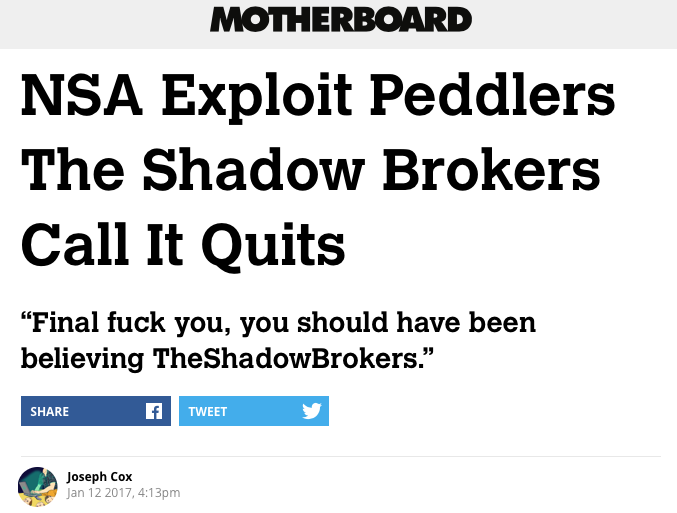 MOTHERBOARD
NSA Exploit Peddlers
The Shadow Brokers
Call It Quits
“Final fuck you, you should have been
believing TheShadowBrokers.”
SHARE
TWEET
Joseph Cox
Jan 12 2017, 4:13pm